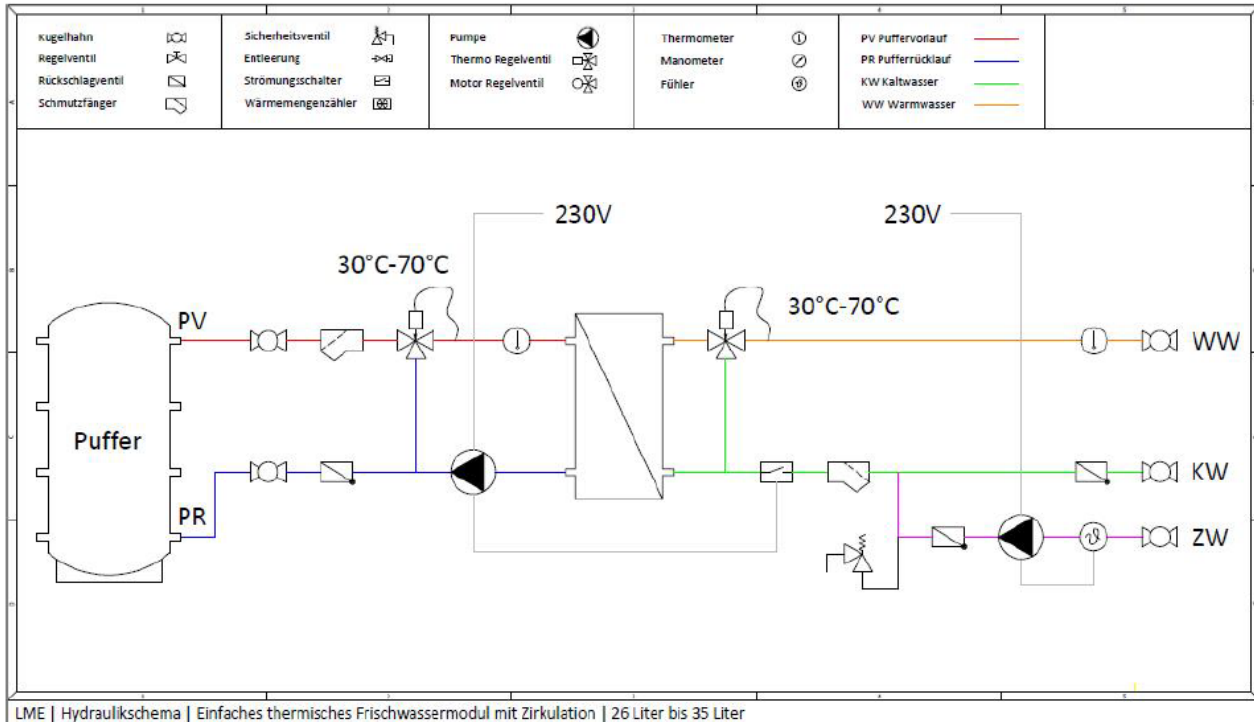 Kugelhahn
Regelventil
Rückschlagventil
Schmutzfänger
Sicherheitsventil
Entleerung
Strömungsschalter
Wärmemengenzähler
Pumpe
Thermo Regelventil
Motor Regelventil
Thermometer
Manometer
Fühler
PV Puffervorlauf
PR Pufferrücklauf
KW Kaltwasser
WW Warmwasser
230V
230V
30°C-70°C
30°C-70°C
PV
WW
Puffer
KW
PR
ZW
LME | Hydraulikschema | Einfaches thermisches Frischwassermodul mit Zirkulation | 26 Liter bis 35 Liter